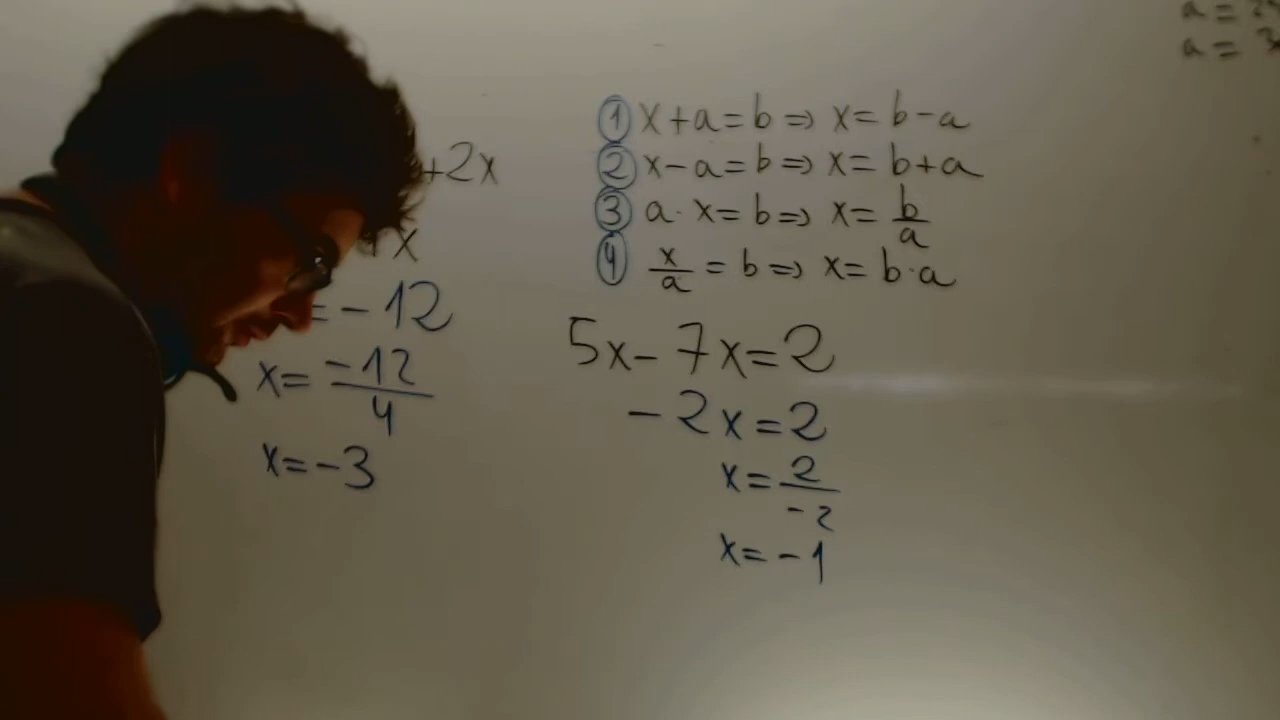 +2x
x
= -12
x = -12/4
x = -3
① x + a = b ⇒ x = b - a
② x - a = b ⇒ x = b + a
③ a · x = b ⇒ x = b/a
④ x/a = b ⇒ x = b · a
5x - 7x = 2
-2x = 2
x = 2/-2
x = -1
a =
a =